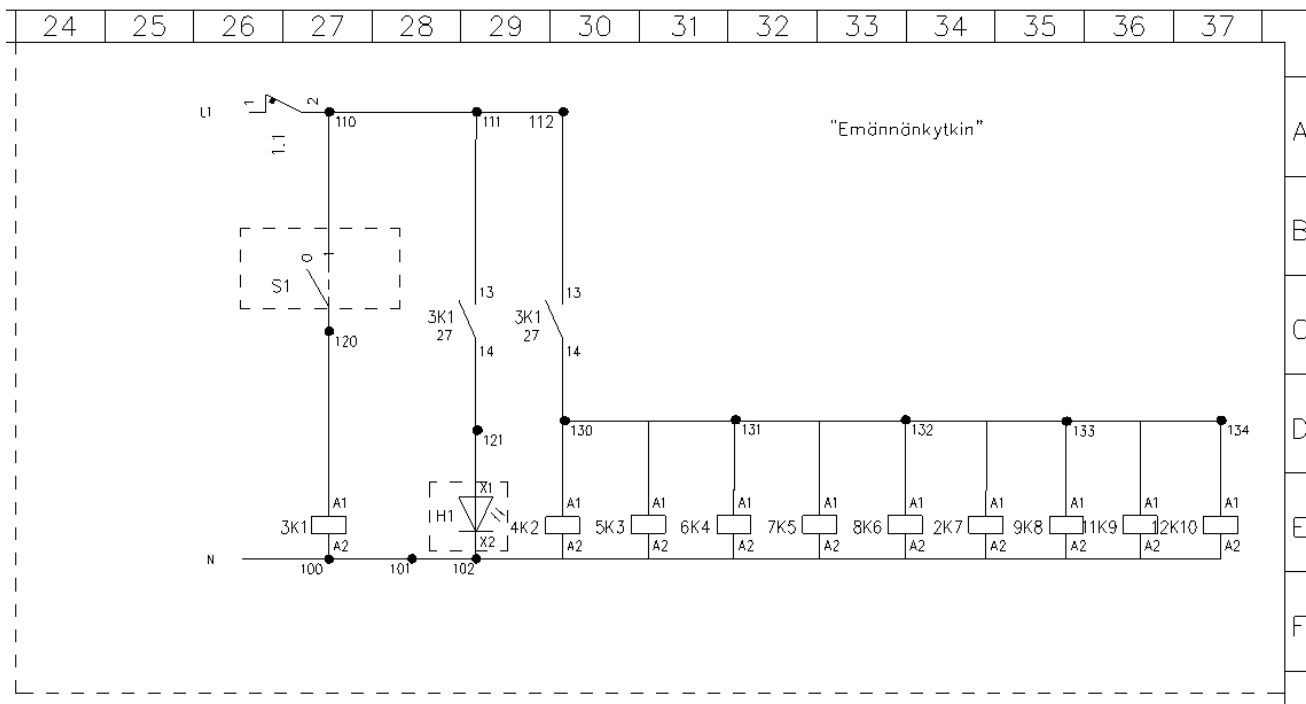 24 25 26 27 28 29 30 31 32 33 34 35 36 37
L1 1 2 110 111 112 "Emännänkytkin" A
1.1
0 1 B
S1 13 13
3K1 3K1 C
120 27 27
14 14
121 130 131 132 133 134 D
X1 A1 A1 A1 A1 A1 A1 A1 A1 A1 A1
3K1 H1 4K2 5K3 6K4 7K5 8K6 2K7 9K8 11K9 12K10 E
A2 X2 A2 A2 A2 A2 A2 A2 A2 A2 A2
N 100 101 102
F